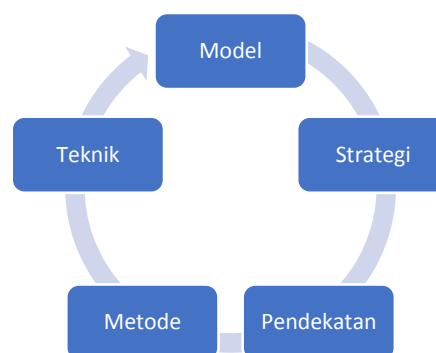 Model
Strategi
Pendekatan
Metode
Teknik